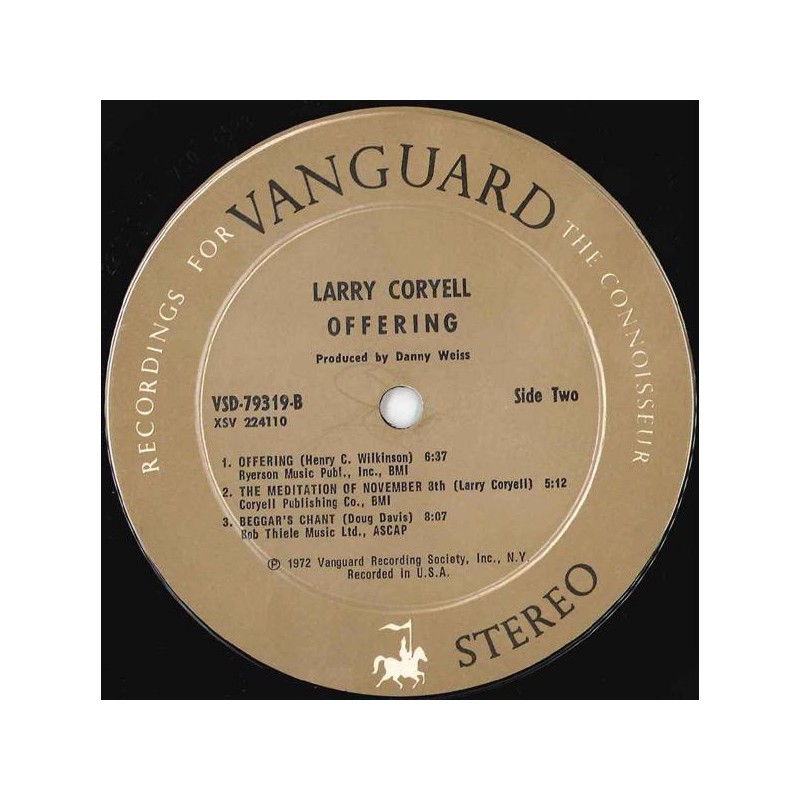 RECORDINGS FOR VANGUARD THE CONNOISSEUR
LARRY CORYELL
OFFERING
Produced by Danny Weiss
VSD-79319-B
XSV 224110
Side Two
1. OFFERING (Henry C. Wilkinson) 6:37
Ryerson Music Publ., Inc., BMI
2. THE MEDITATION OF NOVEMBER 8th (Larry Coryell) 5:12
Coryell Publishing Co., BMI
3. BEGGAR'S CHANT (Doug Davis) 8:07
Bob Thiele Music Ltd., ASCAP
℗ 1972 Vanguard Recording Society, Inc., N.Y.
Recorded in U.S.A.
STEREO